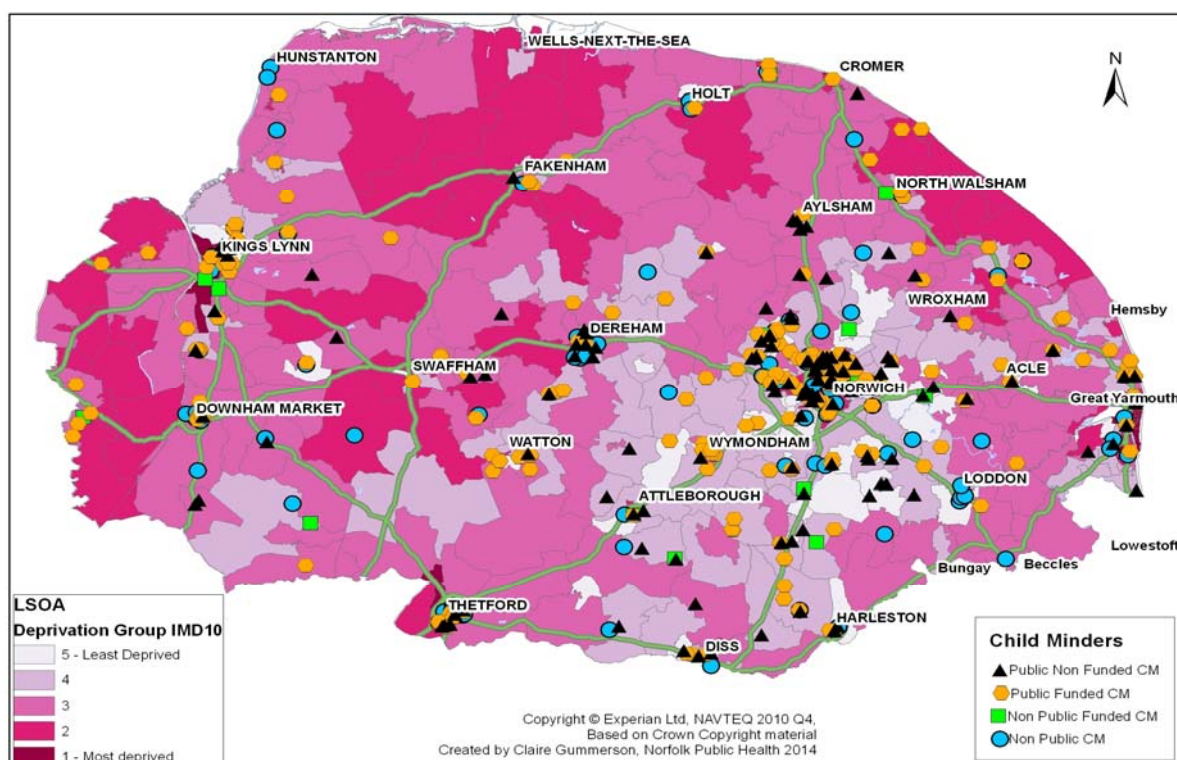 WELLS-NEXT-THE-SEA
HUNSTANTON
CROMER
N
HOLT
FAKENHAM
NORTH WALSHAM
AYLSHAM
KINGS LYNN
WROXHAM
Hemsby
DEREHAM
SWAFFHAM
ACLE
NORWICH
Great Yarmouth
DOWNHAM MARKET
WATTON
WYMONDHAM
LODDON
ATTLEBOROUGH
Lowestoft
Bungay
Beccles
THETFORD
HARLESTON
DISS
LSOA
Deprivation Group IMD10
5 - Least Deprived
4
3
2
1 - Most deprived
Copyright © Experian Ltd, NAVTEQ 2010 Q4,
Based on Crown Copyright material
Created by Claire Gummerson, Norfolk Public Health 2014
Child Minders
Public Non Funded CM
Public Funded CM
Non Public Funded CM
Non Public CM